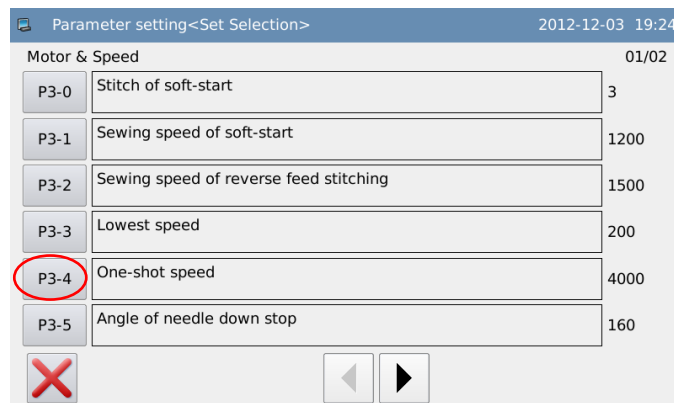 Parameter setting<Set Selection> 2012-12-03 19:24
Motor & Speed 01/02
P3-0 Stitch of soft-start 3
P3-1 Sewing speed of soft-start 1200
P3-2 Sewing speed of reverse feed stitching 1500
P3-3 Lowest speed 200
P3-4 One-shot speed 4000
P3-5 Angle of needle down stop 160